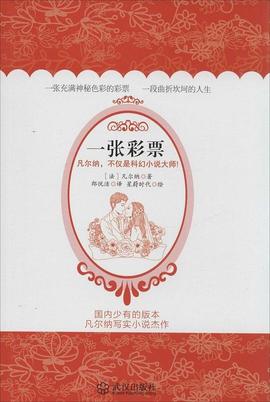 一张充满神秘色彩的彩票 一段曲折坎坷的人生
一张彩票
凡尔纳，不仅是科幻小说大师!
［法］凡尔纳 著
郎悦洁 译 星蔚时代 绘
国内少有的版本
凡尔纳写实小说杰作
武汉出版社